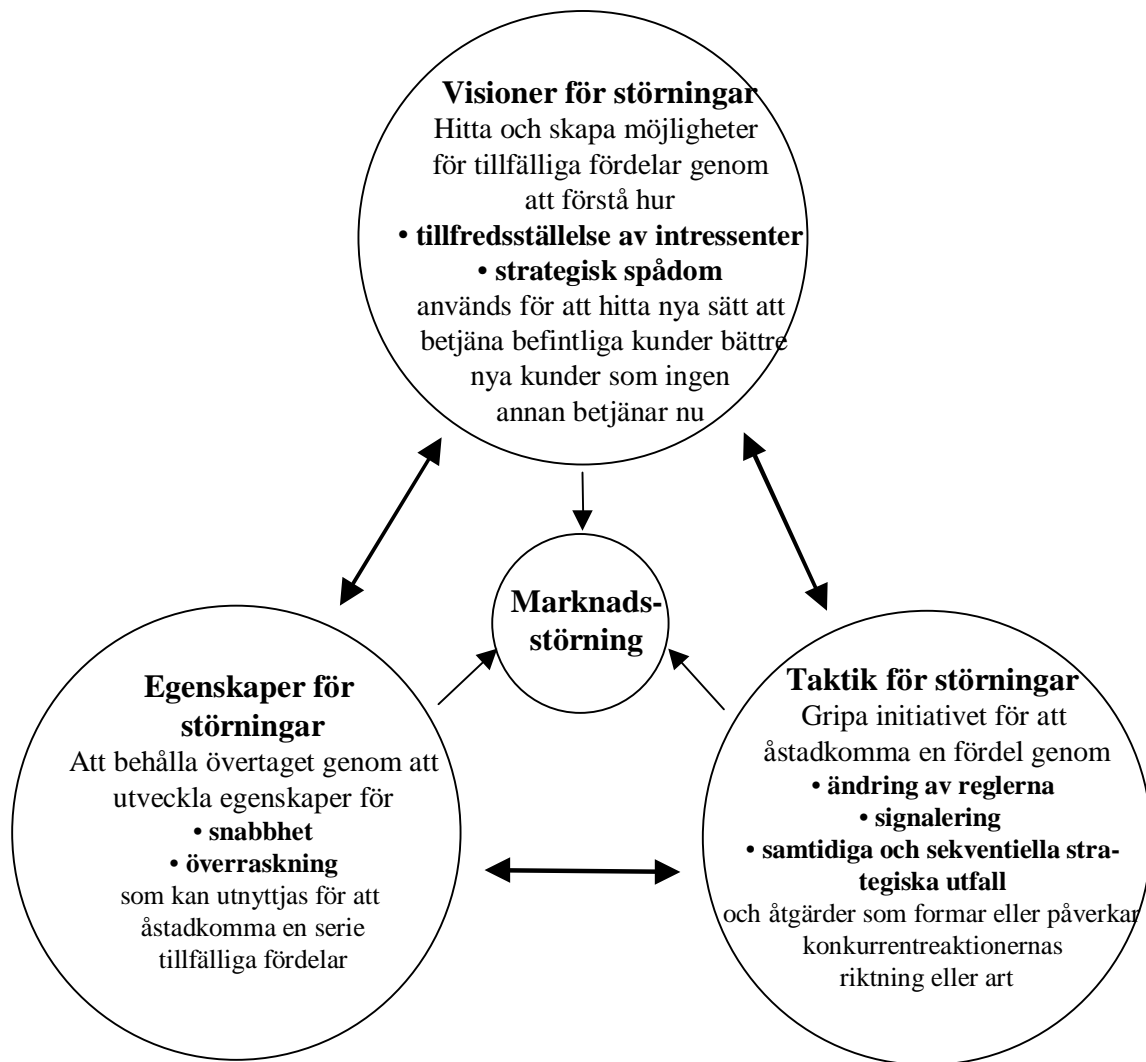 Visioner för störningar
Hitta och skapa möjligheter
för tillfälliga fördelar genom
att förstå hur
• tillfredsställelse av intressenter
• strategisk spådom
används för att hitta nya sätt att
betjäna befintliga kunder bättre
nya kunder som ingen
annan betjänar nu
Marknads-
störning
Egenskaper för
störningar
Att behålla övertaget genom att
utveckla egenskaper för
• snabbhet
• överraskning
som kan utnyttjas för att
åstadkomma en serie
tillfälliga fördelar
Taktik för störningar
Gripa initiativet för att
åstadkomma en fördel genom
• ändring av reglerna
• signalering
• samtidiga och sekventiella stra-
tegiska utfall
och åtgärder som formar eller påverkar
konkurrentreaktionernas
riktning eller art